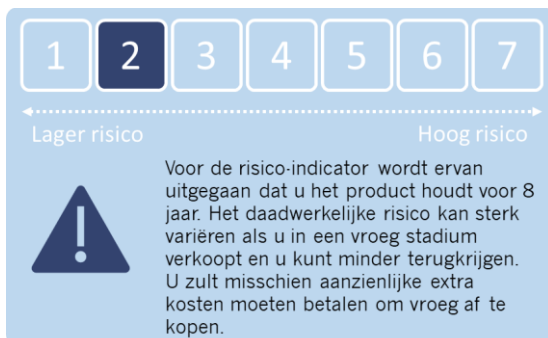 1 2 3 4 5 6 7
Lager risico Hoog risico
Voor de risico-indicator wordt ervan
uitgegaan dat u het product houdt voor 8
jaar. Het daadwerkelijke risico kan sterk
variëren als u in een vroeg stadium
verkoopt en u kunt minder terugkrijgen.
U zult misschien aanzienlijke extra
kosten moeten betalen om vroeg af te
kopen.